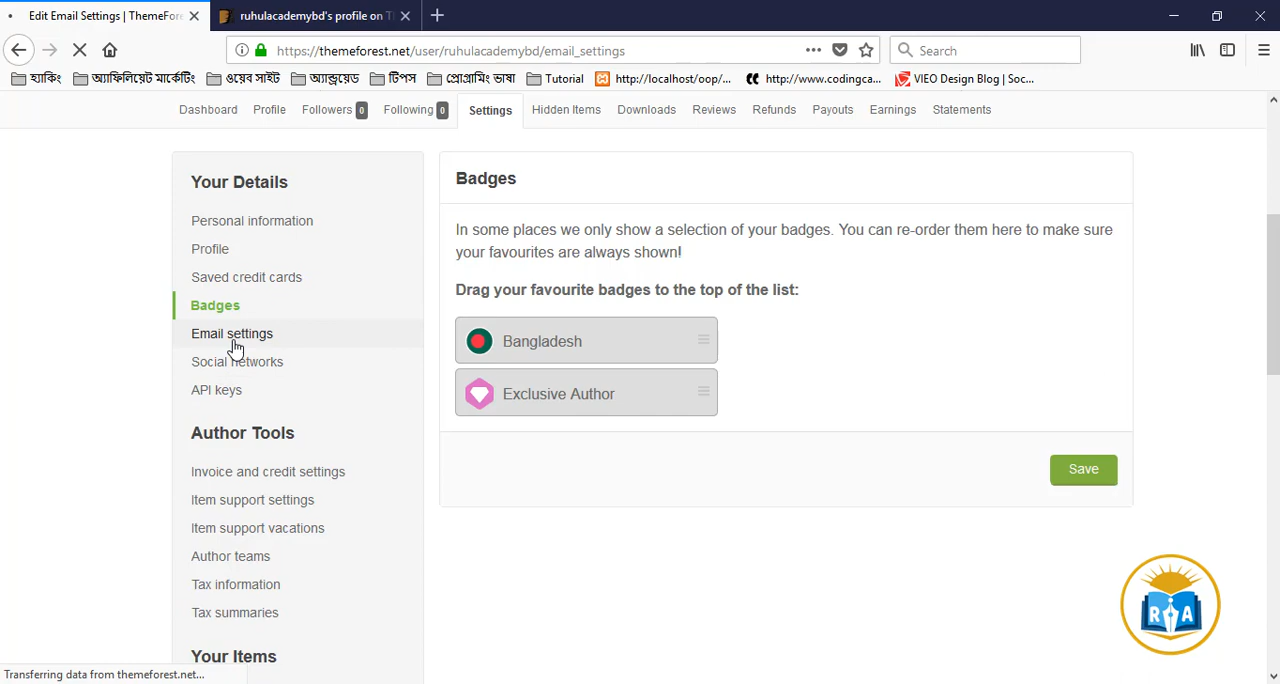 Edit Email Settings | ThemeFore
ruhulacademybd's profile on T
https://themeforest.net/user/ruhulacademybd/email_settings
Search
হ্যাকিং
অ্যাফিলিয়েট মার্কেটিং
ওয়েব সাইট
অ্যান্ড্রয়েড
টিপস
প্রোগ্রামিং ভাষা
Tutorial
http://localhost/oop/...
http://www.codingca...
VIEO Design Blog | Soc...
Dashboard
Profile
Followers 0
Following 0
Settings
Hidden Items
Downloads
Reviews
Refunds
Payouts
Earnings
Statements
Your Details
Personal information
Profile
Saved credit cards
Badges
Email settings
Social networks
API keys
Author Tools
Invoice and credit settings
Item support settings
Item support vacations
Author teams
Tax information
Tax summaries
Your Items
Badges
In some places we only show a selection of your badges. You can re-order them here to make sure
your favourites are always shown!
Drag your favourite badges to the top of the list:
Bangladesh
Exclusive Author
Save
R A
Transferring data from themeforest.net...